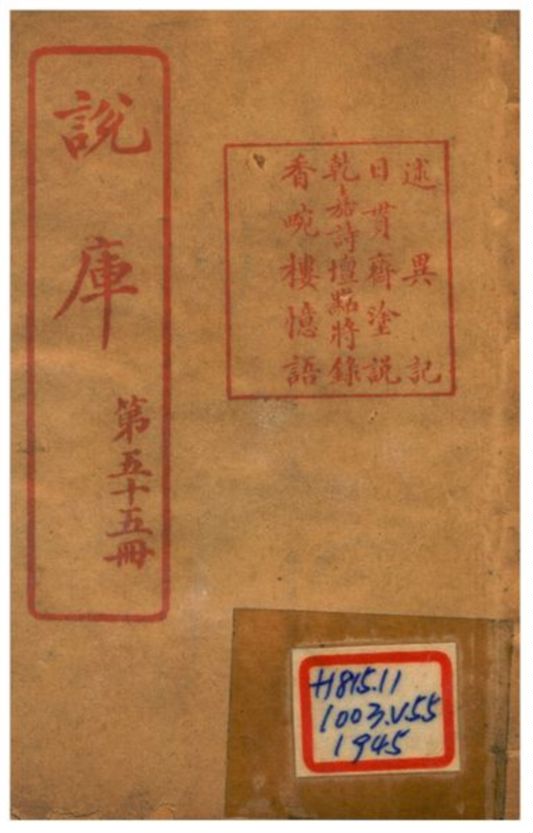 說庫
第五十五冊
述異記
日貫齋塗說
乾嘉詩壇點將錄
香畹樓憶語
H815.11
1003.V55
1945